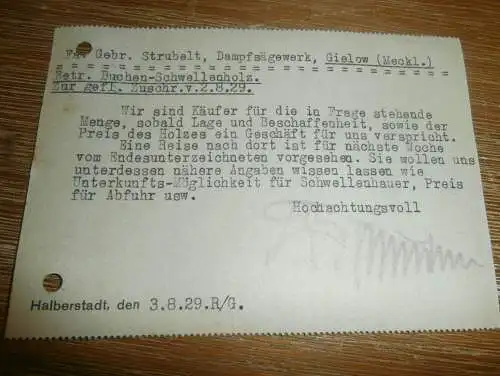 Gebr. Strubelt, Dampfsägewerk, Gielow (Meckl.)
= = = = = = = = = = = = = = = = = = = = = = = =
Betr. Buchen-Schwellenholz.
Zur gefl. Zuschr.v.2.8.29.
Wir sind Käufer für die in Frage stehende
Menge, sobald Lage und Beschaffenheit, sowie der
Preis des Holzes ein Geschäft für uns verspricht.
Eine Reise nach dort ist für nächste Woche
vom Endesunterzeichneten vorgesehen. Sie wollen uns
unterdessen nähere Angaben wissen lassen wie
Unterkunfts-Möglichkeit für Schwellenhauer, Preis
für Abfuhr usw.
Hochachtungsvoll
Halberstadt, den 3.8.29.R/G.